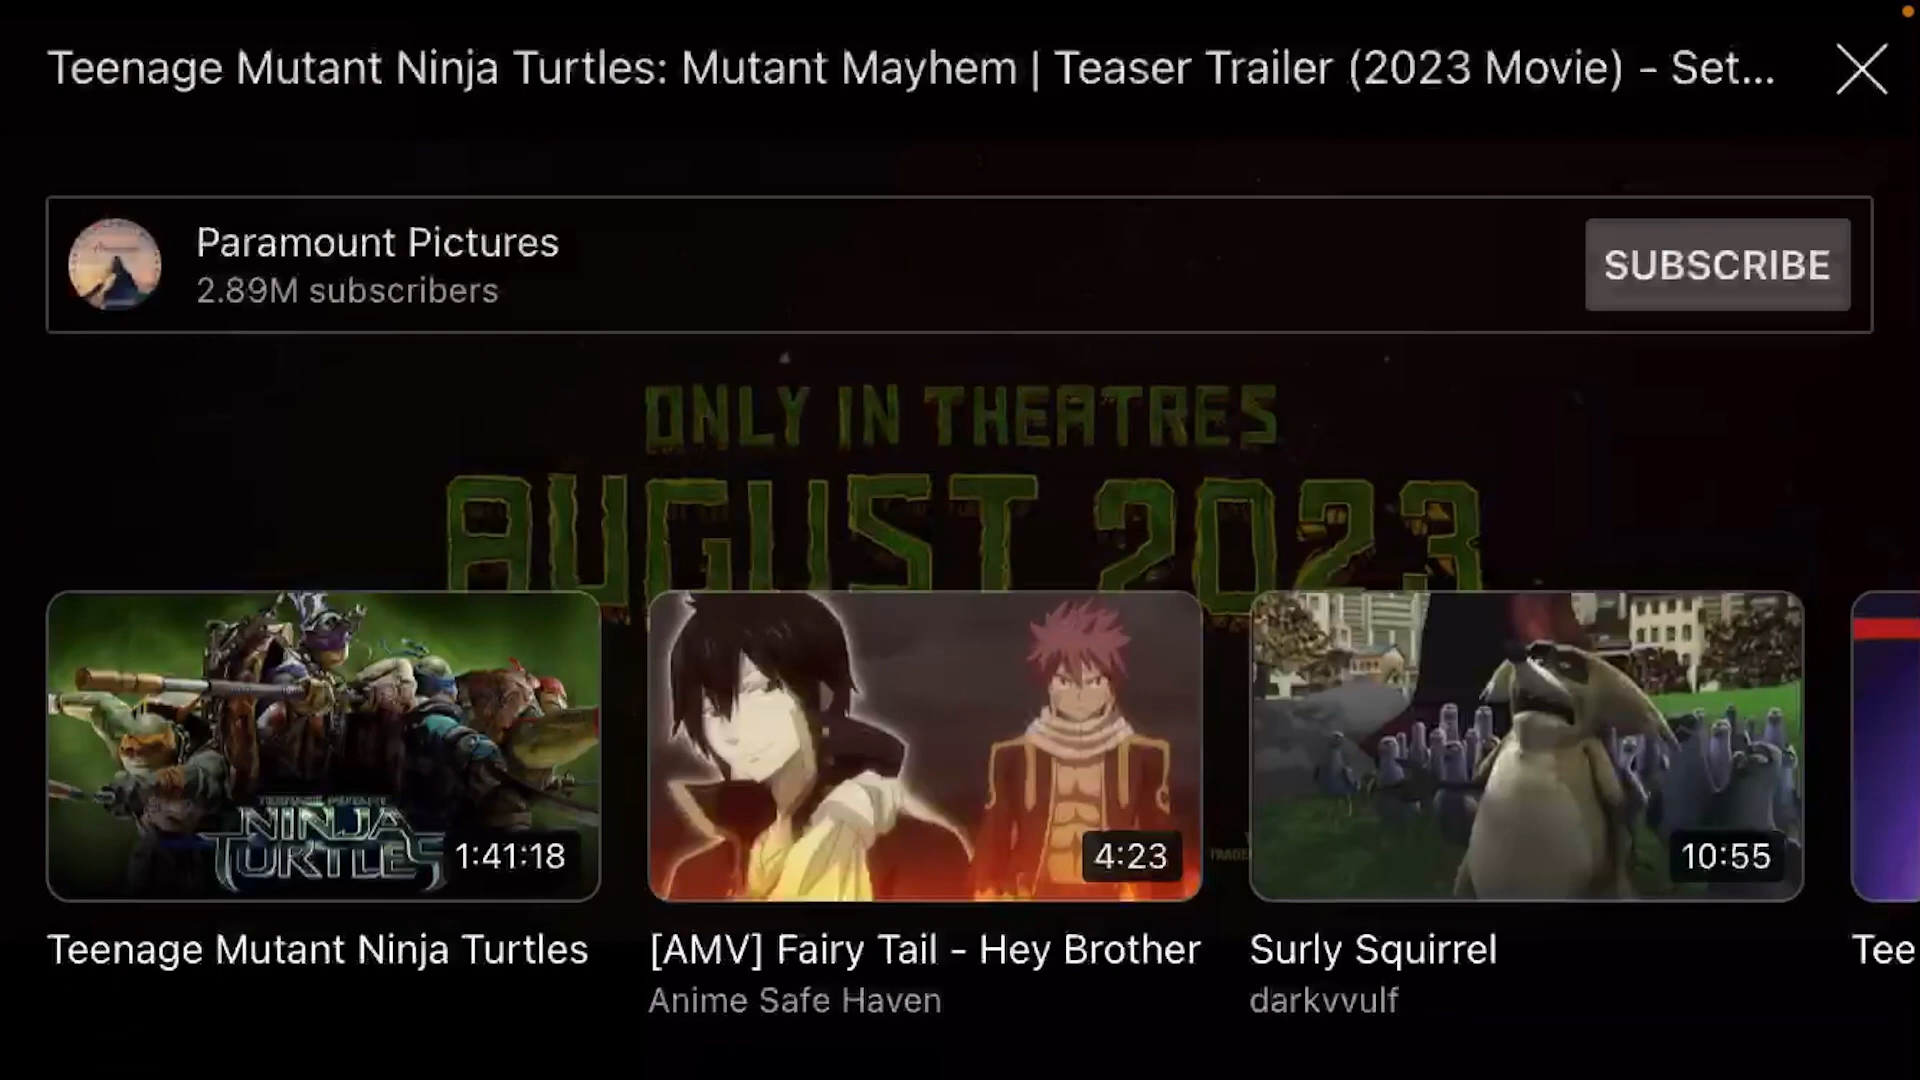 Teenage Mutant Ninja Turtles: Mutant Mayhem | Teaser Trailer (2023 Movie) - Set...
Paramount Pictures
2.89M subscribers
SUBSCRIBE
ONLY IN THEATRES
AUGUST 2023
NINJA
TURTLES
1:41:18
4:23
10:55
Teenage Mutant Ninja Turtles
[AMV] Fairy Tail - Hey Brother
Surly Squirrel
Tee
Anime Safe Haven
darkvvulf